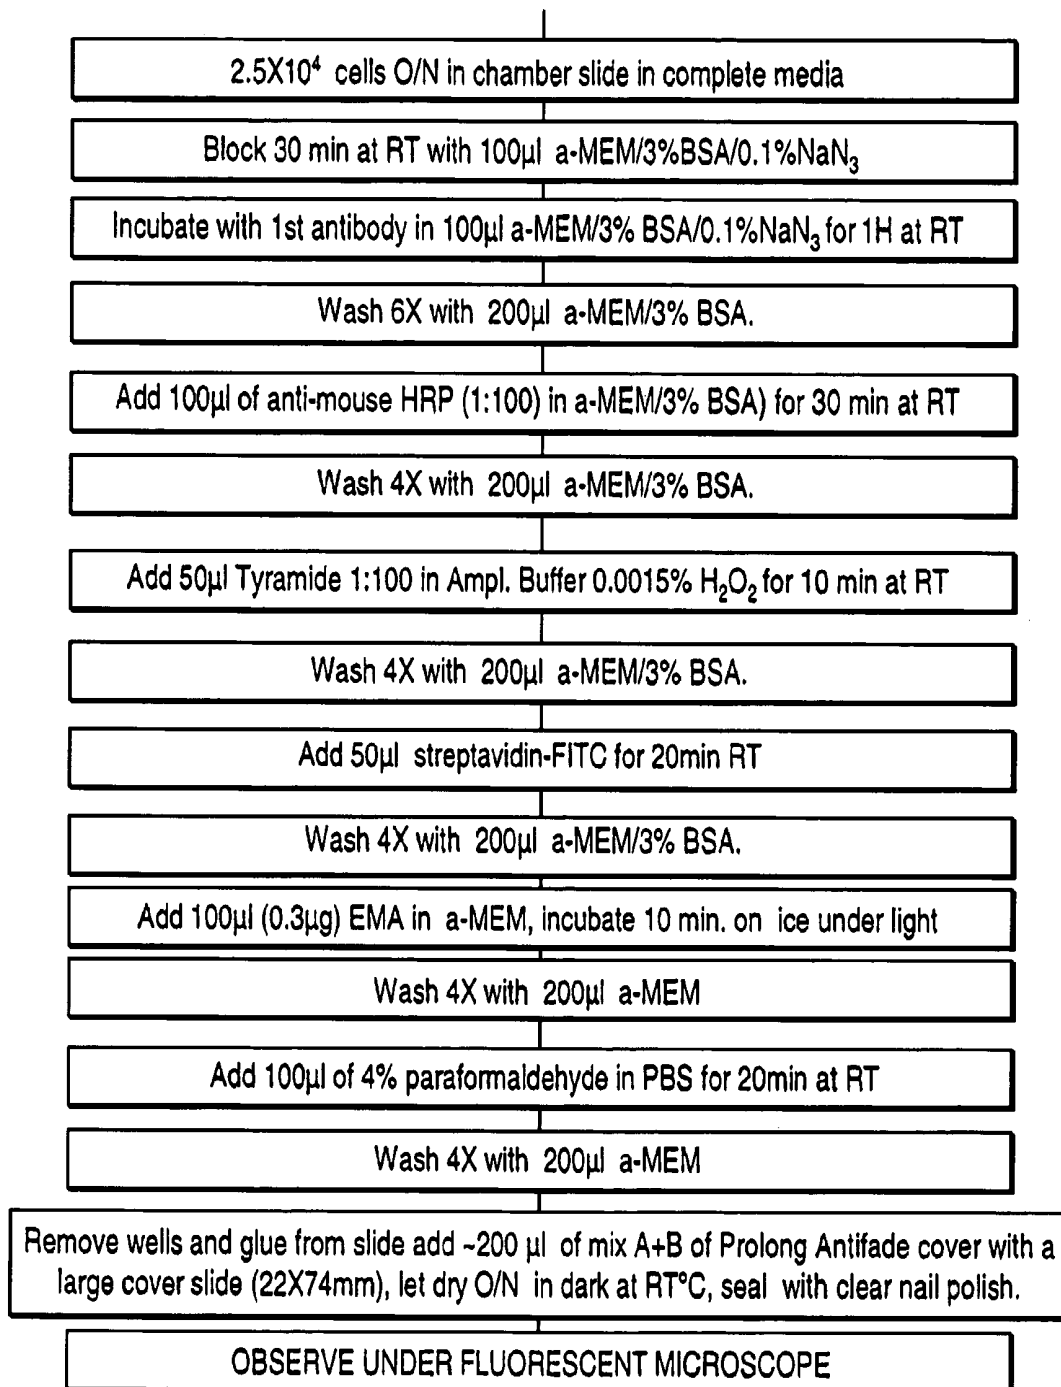 2.5X10⁴ cells O/N in chamber slide in complete media
Block 30 min at RT with 100µl a-MEM/3%BSA/0.1%NaN₃
Incubate with 1st antibody in 100µl a-MEM/3% BSA/0.1%NaN₃ for 1H at RT
Wash 6X with 200µl a-MEM/3% BSA.
Add 100µl of anti-mouse HRP (1:100) in a-MEM/3% BSA) for 30 min at RT
Wash 4X with 200µl a-MEM/3% BSA.
Add 50µl Tyramide 1:100 in Ampl. Buffer 0.0015% H₂O₂ for 10 min at RT
Wash 4X with 200µl a-MEM/3% BSA.
Add 50µl streptavidin-FITC for 20min RT
Wash 4X with 200µl a-MEM/3% BSA.
Add 100µl (0.3µg) EMA in a-MEM, incubate 10 min. on ice under light
Wash 4X with 200µl a-MEM
Add 100µl of 4% paraformaldehyde in PBS for 20min at RT
Wash 4X with 200µl a-MEM
Remove wells and glue from slide add ~200 µl of mix A+B of Prolong Antifade cover with a
large cover slide (22X74mm), let dry O/N in dark at RT°C, seal with clear nail polish.
OBSERVE UNDER FLUORESCENT MICROSCOPE